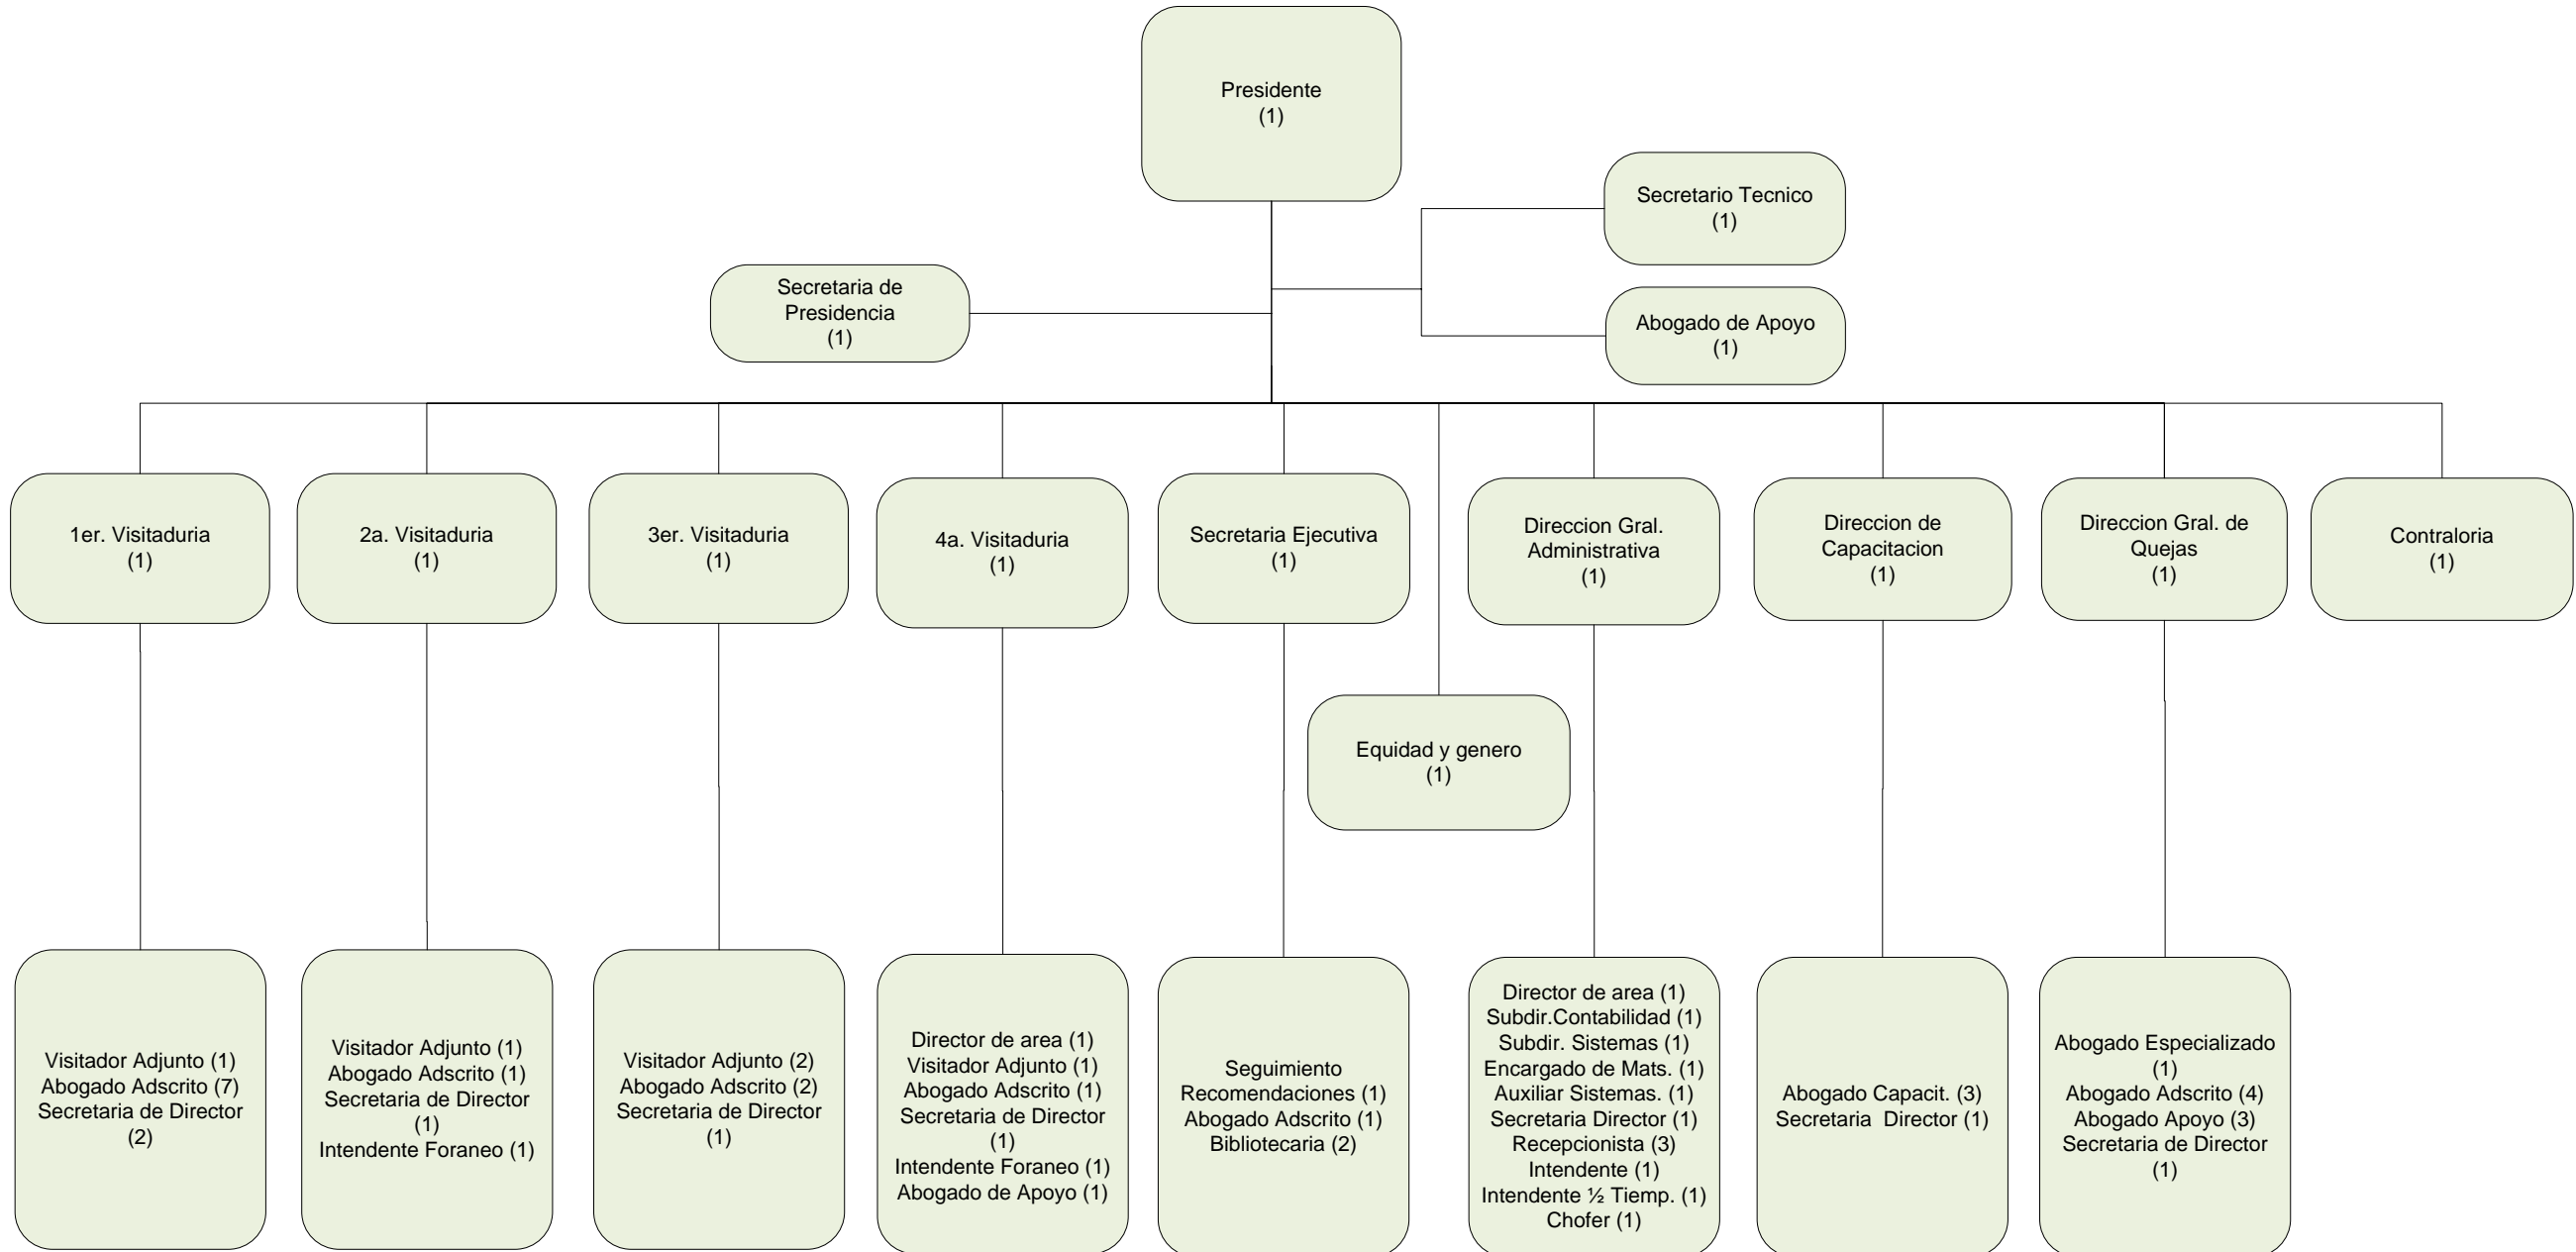 Presidente
(1)
Secretario Tecnico
(1)
Secretaria de
Presidencia
(1)
Abogado de Apoyo
(1)
1er. Visitaduria
(1)
2a. Visitaduria
(1)
3er. Visitaduria
(1)
4a. Visitaduria
(1)
Secretaria Ejecutiva
(1)
Direccion Gral.
Administrativa
(1)
Direccion de
Capacitacion
(1)
Direccion Gral. de
Quejas
(1)
Contraloria
(1)
Equidad y genero
(1)
Visitador Adjunto (1)
Abogado Adscrito (7)
Secretaria de Director
(2)
Visitador Adjunto (1)
Abogado Adscrito (1)
Secretaria de Director
(1)
Intendente Foraneo (1)
Visitador Adjunto (2)
Abogado Adscrito (2)
Secretaria de Director
(1)
Director de area (1)
Visitador Adjunto (1)
Abogado Adscrito (1)
Secretaria de Director
(1)
Intendente Foraneo (1)
Abogado de Apoyo (1)
Seguimiento
Recomendaciones (1)
Abogado Adscrito (1)
Bibliotecaria (2)
Director de area (1)
Subdir.Contabilidad (1)
Subdir. Sistemas (1)
Encargado de Mats. (1)
Auxiliar Sistemas. (1)
Secretaria Director (1)
Recepcionista (3)
Intendente (1)
Intendente ½ Tiemp. (1)
Chofer (1)
Abogado Capacit. (3)
Secretaria  Director (1)
Abogado Especializado
(1)
Abogado Adscrito (4)
Abogado Apoyo (3)
Secretaria de Director
(1)